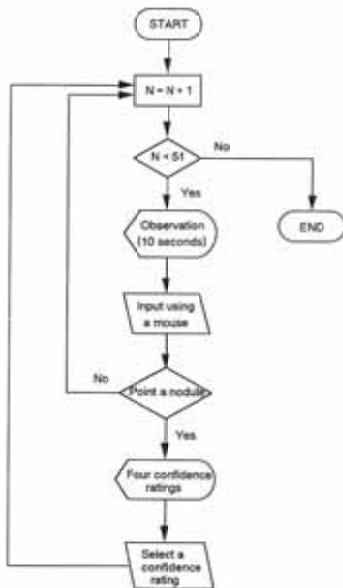 START
N = N + 1
N < 51
No
Yes
Observation
(10 seconds)
END
Input using
a mouse
Point a nodule
No
Yes
Four confidence
ratings
Select a
confidence
rating